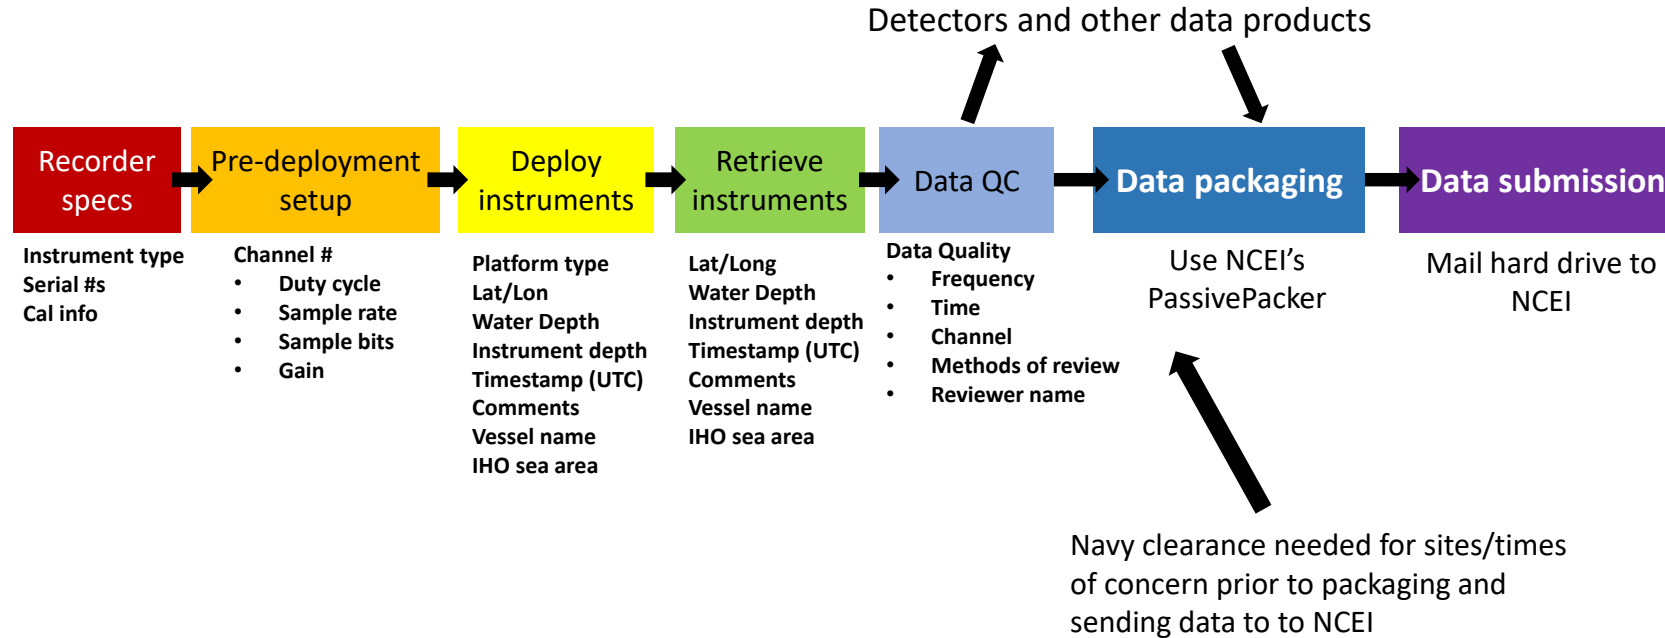 Detectors and other data products
Recorder
specs
Pre-deployment
setup
Deploy
instruments
Retrieve
instruments
Data QC
Data packaging
Data submission
Instrument type
Serial #s
Cal info
Channel #
• Duty cycle
• Sample rate
• Sample bits
• Gain
Platform type
Lat/Lon
Water Depth
Instrument depth
Timestamp (UTC)
Comments
Vessel name
IHO sea area
Lat/Long
Water Depth
Instrument depth
Timestamp (UTC)
Comments
Vessel name
IHO sea area
Data Quality
• Frequency
• Time
• Channel
• Methods of review
• Reviewer name
Use NCEI’s
PassivePacker
Mail hard drive to
NCEI
Navy clearance needed for sites/times
of concern prior to packaging and
sending data to to NCEI